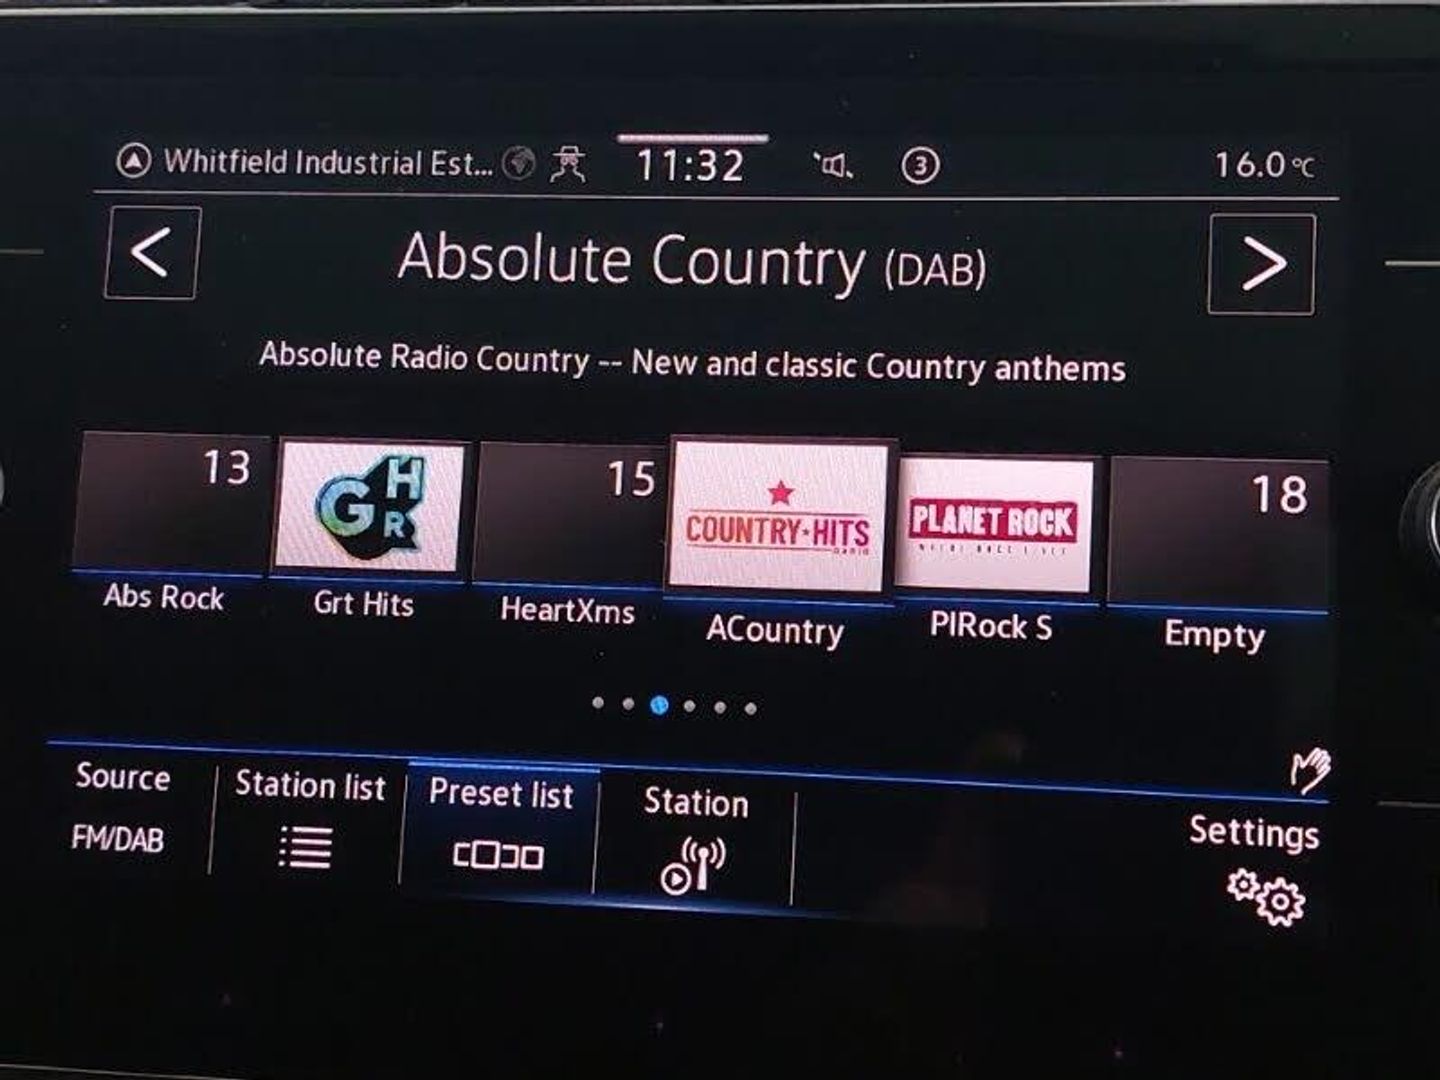 Whitfield Industrial Est... 11:32 3 16.0°C
< Absolute Country (DAB) >
Absolute Radio Country -- New and classic Country anthems
13 GHR 15 COUNTRY★HITS RADIO PLANET ROCK 18
Abs Rock Grt Hits HeartXms ACountry PlRock S Empty
Source Station list Preset list Station Settings
FM/DAB